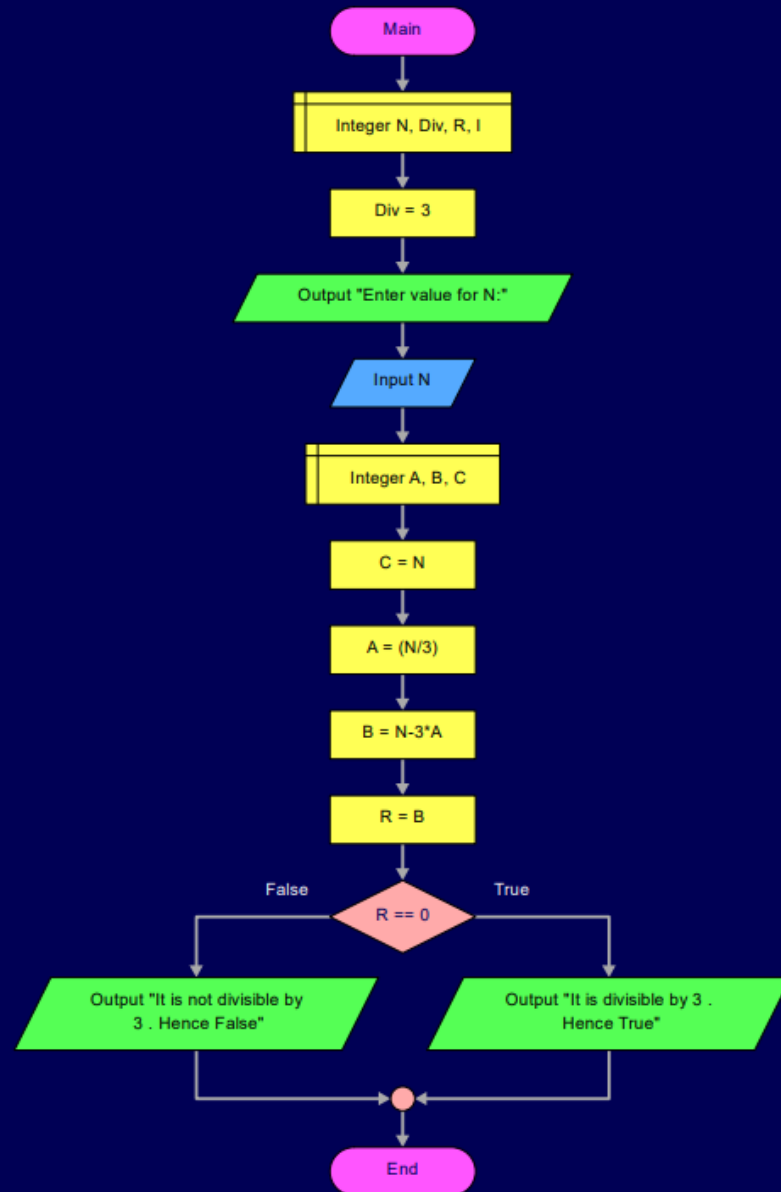 Main
Integer N, Div, R, I
Div = 3
Output "Enter value for N:"
Input N
Integer A, B, C
C = N
A = (N/3)
B = N-3*A
R = B
False
True
R == 0
Output "It is not divisible by
3 . Hence False"
Output "It is divisible by 3 .
Hence True"
End